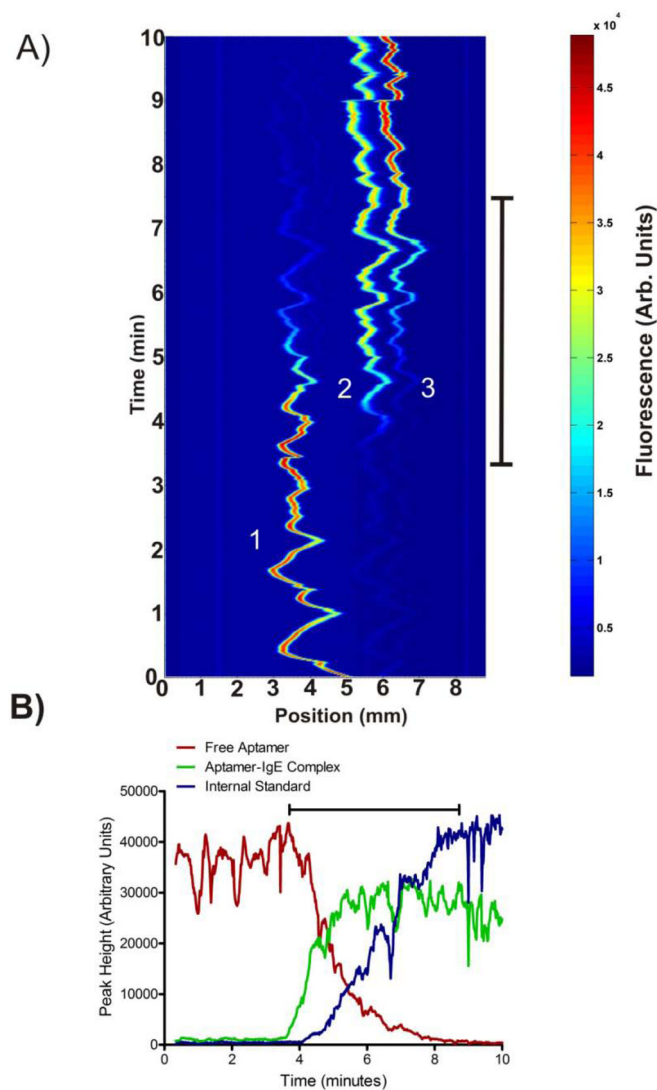 A)
10
9
8
7
6
5
4
3
2
1
0
Time (min)
1
2
3
0 1 2 3 4 5 6 7 8
Position (mm)
x 10⁴
4.5
4
3.5
3
2.5
2
1.5
1
0.5
Fluorescence (Arb. Units)
B)
Free Aptamer
Aptamer-IgE Complex
Internal Standard
50000
40000
30000
20000
10000
0
Peak Height (Arbitrary Units)
0 2 4 6 8 10
Time (minutes)